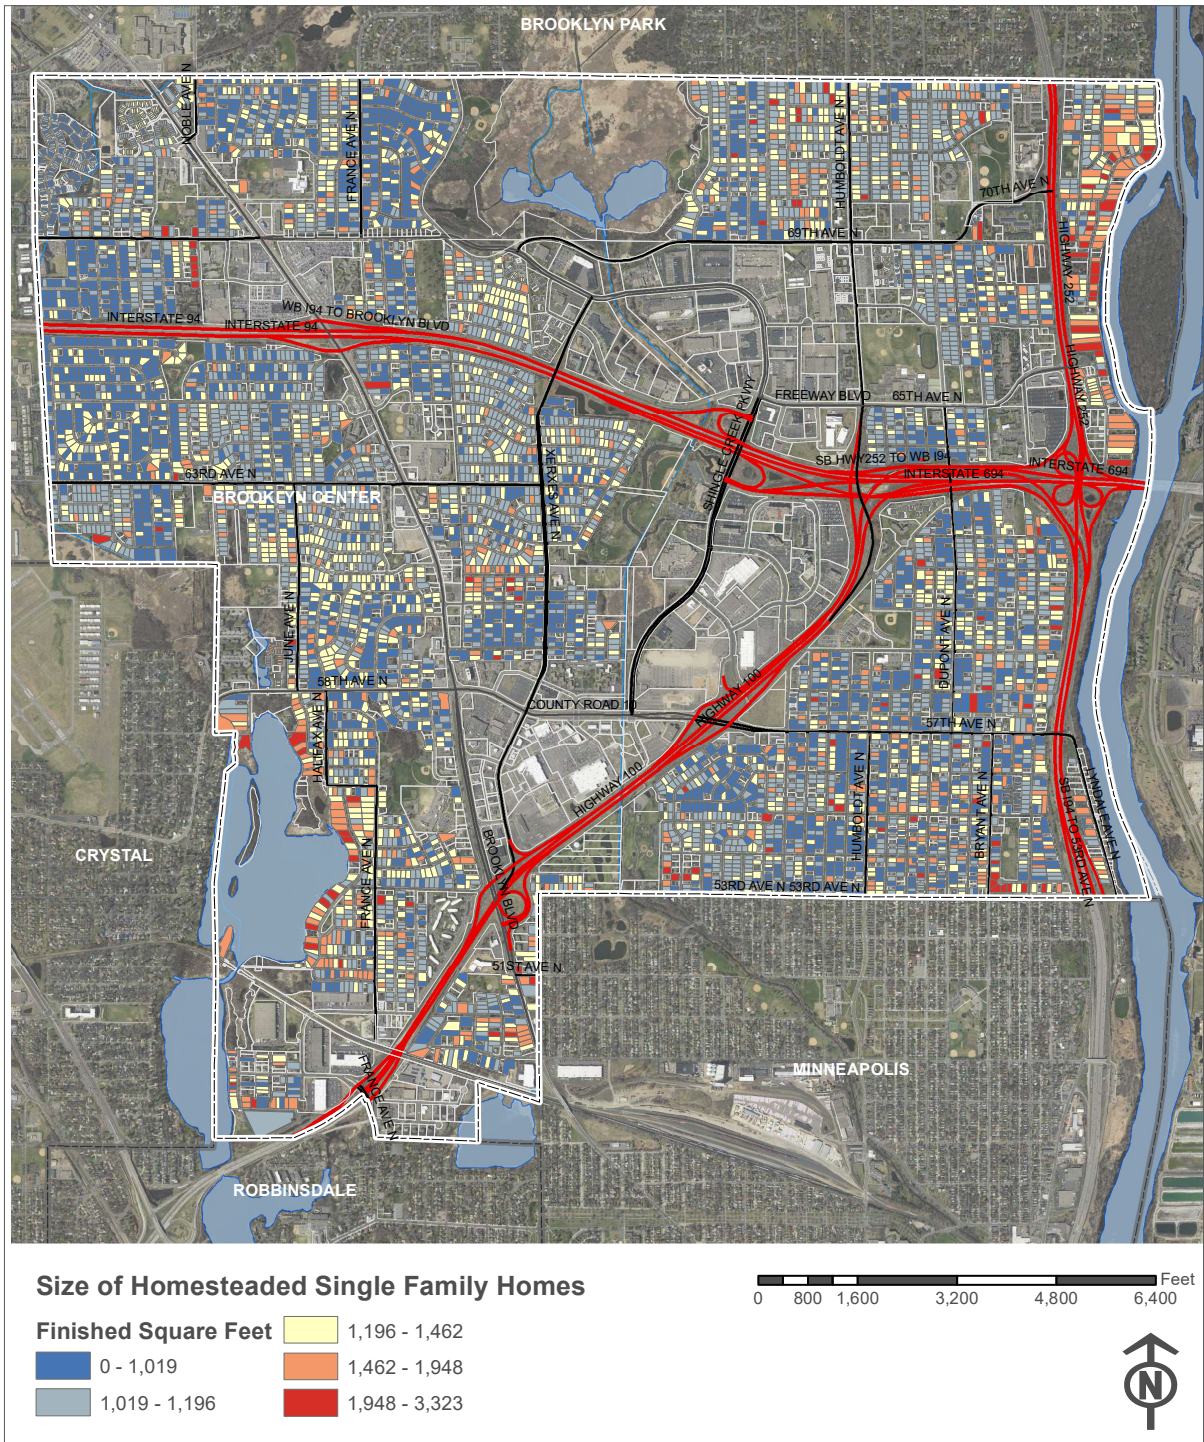 BROOKLYN PARK
NOBLE AVE N
FRANCE AVE N
HUMBOLDT AVE N
70TH AVE N
69TH AVE N
HIGHWAY 252
WB I94 TO BROOKLYN BLVD
INTERSTATE 94
INTERSTATE 94
HIGHWAY 252
FREEWAY BLVD
65TH AVE N
SHINGLE CREEK PKWY
XERXES AVE N
SB HWY252 TO WB I94
INTERSTATE 694
INTERSTATE 694
63RD AVE N
BROOKLYN CENTER
JUNE AVE N
DUPONT AVE N
58TH AVE N
HALIFAX AVE N
COUNTY ROAD 10
HIGHWAY 100
57TH AVE N
HIGHWAY 100
HUMBOLDT AVE N
BRYANT AVE N
LYNDALE AVE N
SB I94 TO 53RD AVE N
CRYSTAL
FRANCE AVE N
BROOKLYN BLVD
53RD AVE N
53RD AVE N
51ST AVE N
FRANCE AVE N
MINNEAPOLIS
ROBBINSDALE
Size of Homesteaded Single Family Homes
Finished Square Feet
0 - 1,019
1,019 - 1,196
1,196 - 1,462
1,462 - 1,948
1,948 - 3,323
Feet
0 800 1,600 3,200 4,800 6,400
N